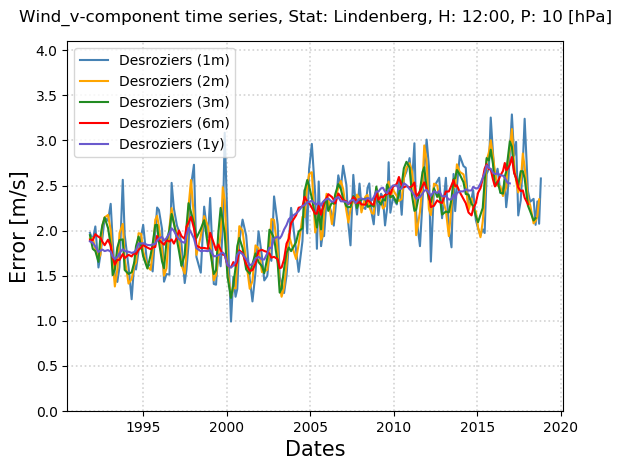 Wind_v-component time series, Stat: Lindenberg, H: 12:00, P: 10 [hPa]
Desroziers (1m)
Desroziers (2m)
Desroziers (3m)
Desroziers (6m)
Desroziers (1y)
Error [m/s]
4.0
3.5
3.0
2.5
2.0
1.5
1.0
0.5
0.0
1995 2000 2005 2010 2015 2020
Dates